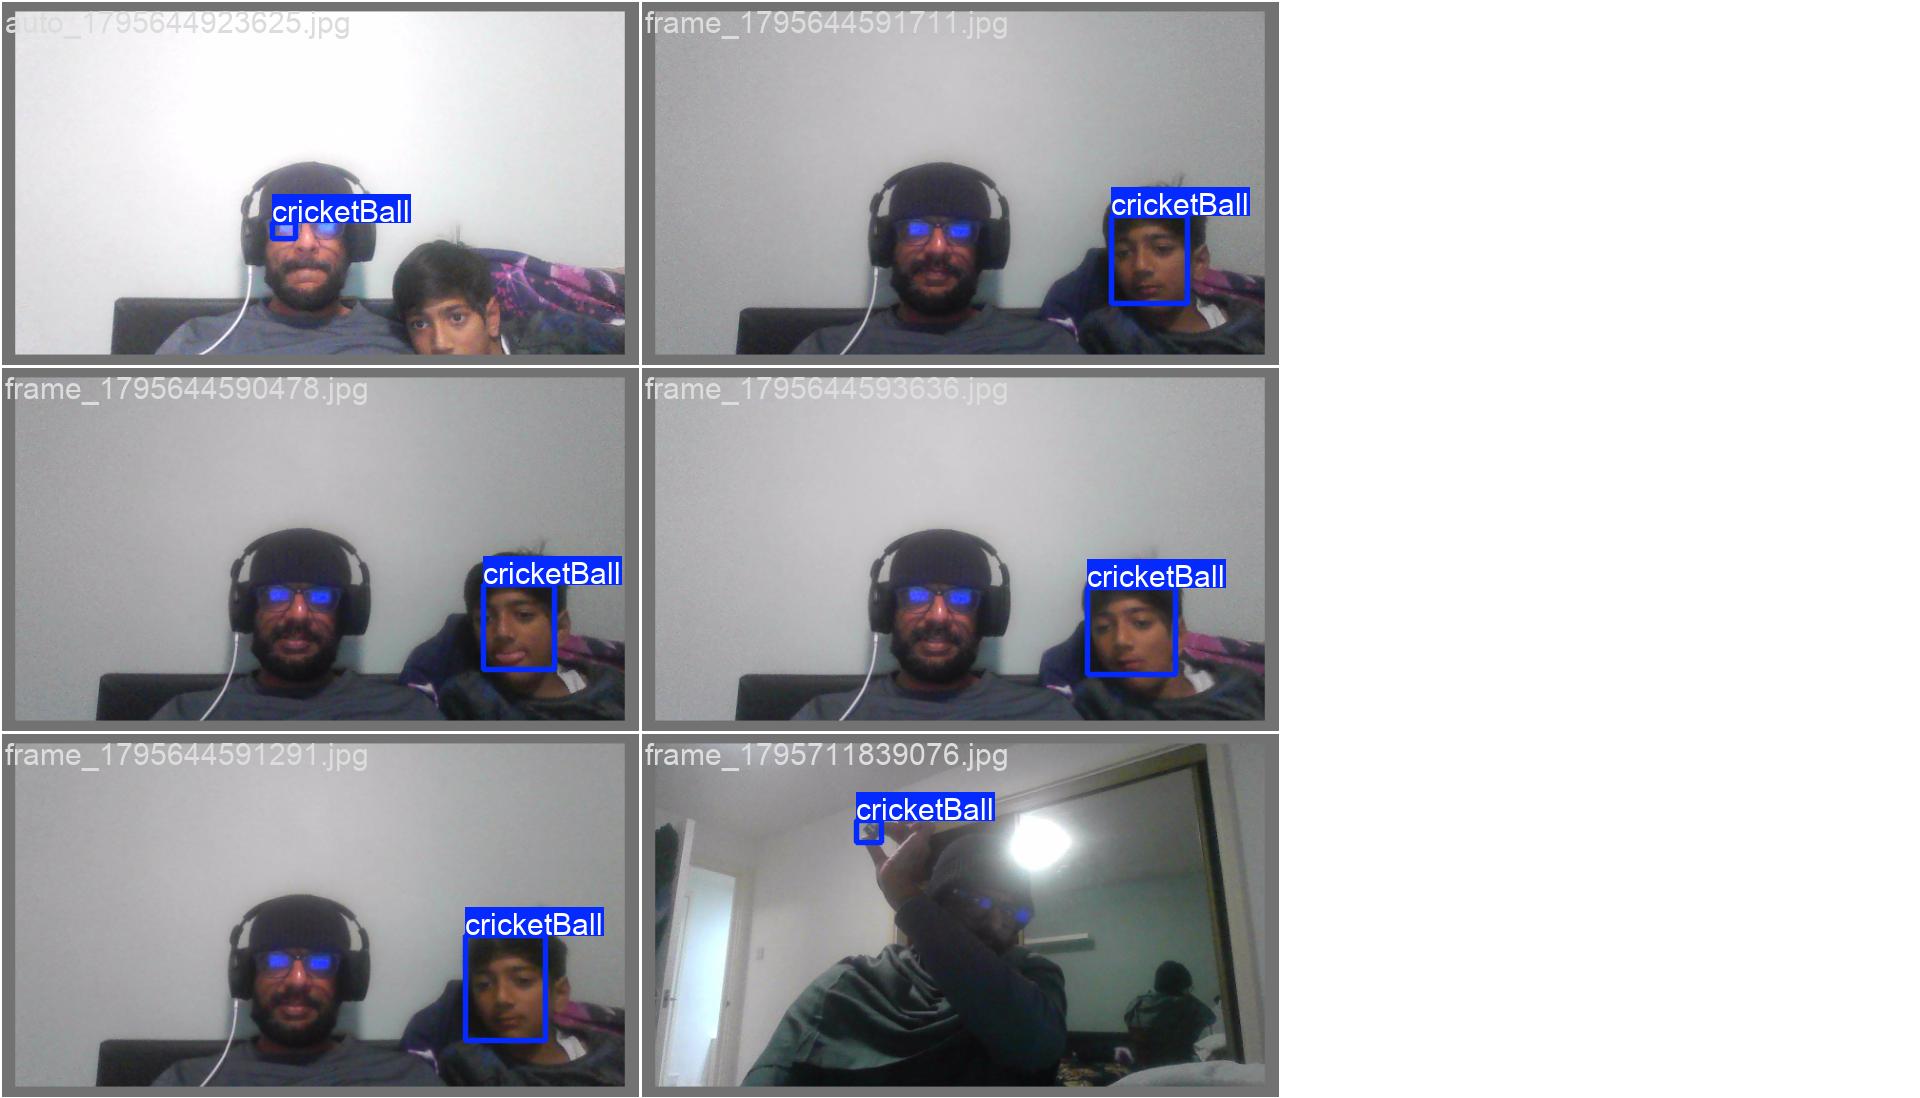 auto_1795644923625.jpg
cricketBall
frame_1795644591711.jpg
cricketBall
frame_1795644590478.jpg
cricketBall
frame_1795644593636.jpg
cricketBall
frame_1795644591291.jpg
cricketBall
frame_1795711839076.jpg
cricketBall